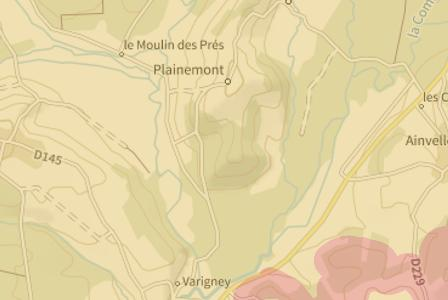 la Com
le Moulin des Prés
Plainemont
les C
Ainvelle
D145
D229
Varigney